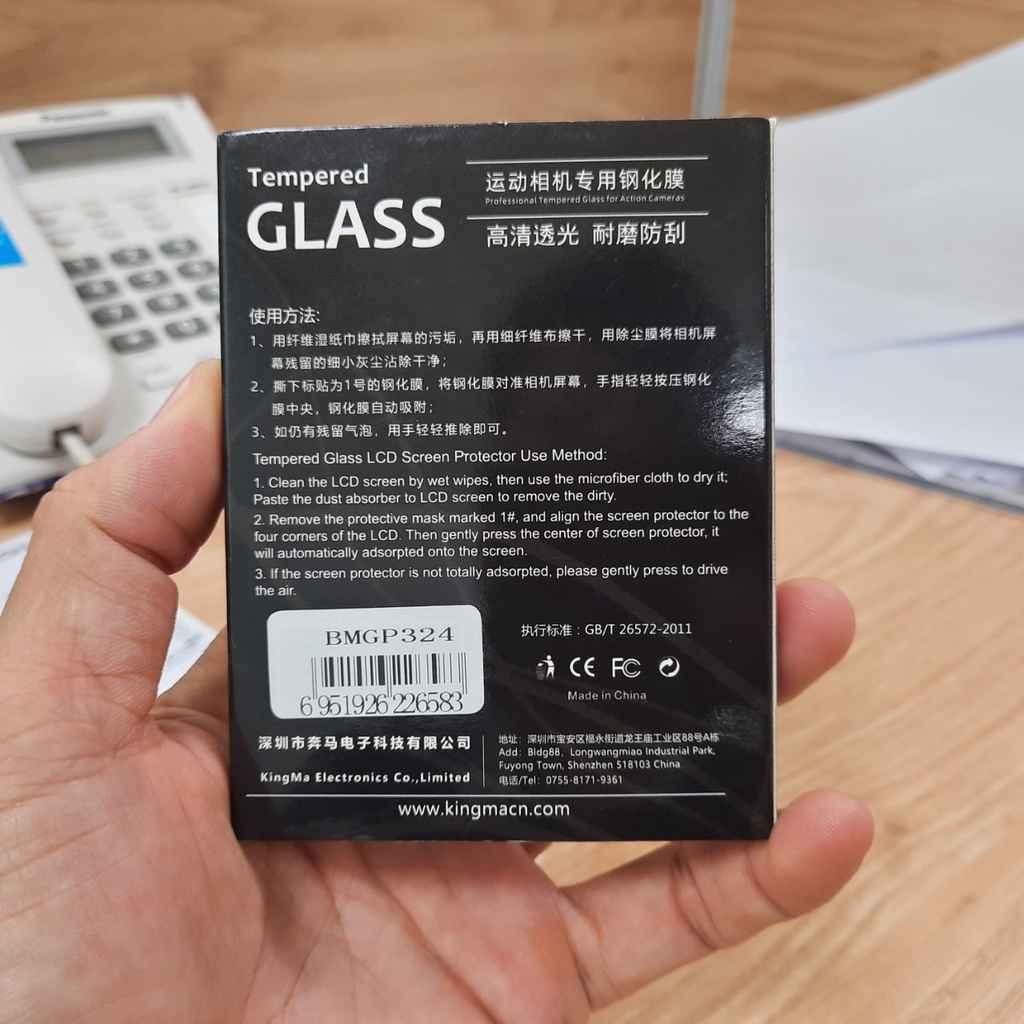 Tempered
GLASS
运动相机专用钢化膜
Professional Tempered Glass for Action Cameras
高清透光 耐磨防刮
使用方法:
1、用纤维湿纸巾擦拭屏幕的污垢，再用细纤维布擦干，用除尘膜将相机屏
幕残留的细小灰尘沾除干净；
2、撕下标贴为1号的钢化膜，将钢化膜对准相机屏幕，手指轻轻按压钢化
膜中央，钢化膜自动吸附；
3、如仍有残留气泡，用手轻轻推除即可。
Tempered Glass LCD Screen Protector Use Method:
1. Clean the LCD screen by wet wipes, then use the microfiber cloth to dry it;
Paste the dust absorber to LCD screen to remove the dirty.
2. Remove the protective mask marked 1#, and align the screen protector to the
four corners of the LCD. Then gently press the center of screen protector, it
will automatically adsorpted onto the screen.
3. If the screen protector is not totally adsorpted, please gently press to drive
the air.
BMGP324
6 951926 226583
执行标准：GB/T 26572-2011
CE FC
Made in China
深圳市奔马电子科技有限公司
KingMa Electronics Co.,Limited
地址：深圳市宝安区福永街道龙王庙工业区88号A栋
Add：Bldg88，Longwangmiao Industrial Park,
Fuyong Town, Shenzhen 518103 China
电话/Tel：0755-8171-9361
www.kingmacn.com